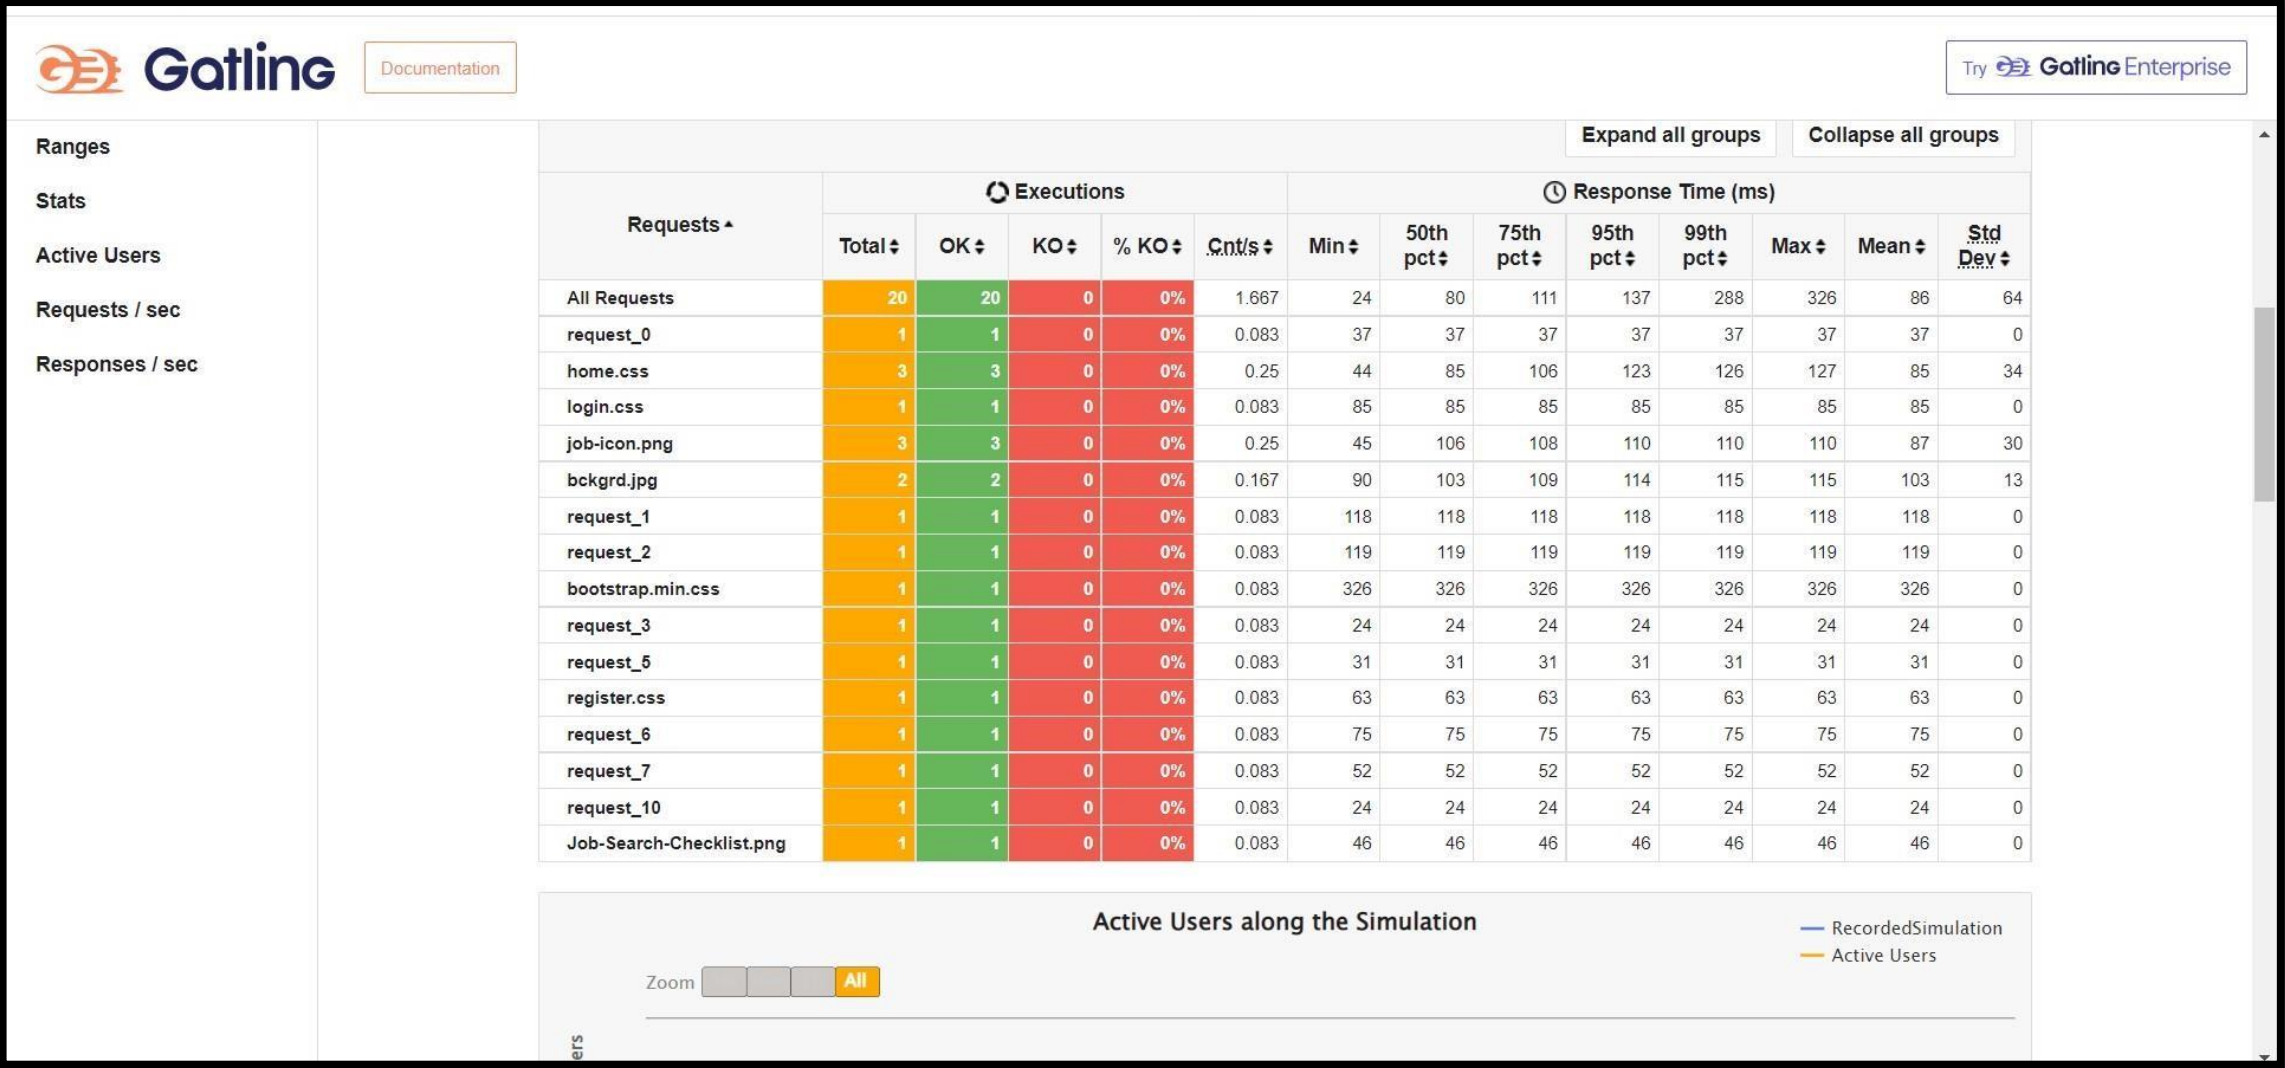 Gatling Documentation Try Gatling Enterprise
Ranges
Stats
Active Users
Requests / sec
Responses / sec
Expand all groups Collapse all groups
Requests Executions Response Time (ms)
Total OK KO % KO Cnt/s Min 50th pct 75th pct 95th pct 99th pct Max Mean Std Dev
All Requests 20 20 0 0% 1.667 24 80 111 137 288 326 86 64
request_0 1 1 0 0% 0.083 37 37 37 37 37 37 37 0
home.css 3 3 0 0% 0.25 44 85 106 123 126 127 85 34
login.css 1 1 0 0% 0.083 85 85 85 85 85 85 85 0
job-icon.png 3 3 0 0% 0.25 45 106 108 110 110 110 87 30
bckgrd.jpg 2 2 0 0% 0.167 90 103 109 114 115 115 103 13
request_1 1 1 0 0% 0.083 118 118 118 118 118 118 118 0
request_2 1 1 0 0% 0.083 119 119 119 119 119 119 119 0
bootstrap.min.css 1 1 0 0% 0.083 326 326 326 326 326 326 326 0
request_3 1 1 0 0% 0.083 24 24 24 24 24 24 24 0
request_5 1 1 0 0% 0.083 31 31 31 31 31 31 31 0
register.css 1 1 0 0% 0.083 63 63 63 63 63 63 63 0
request_6 1 1 0 0% 0.083 75 75 75 75 75 75 75 0
request_7 1 1 0 0% 0.083 52 52 52 52 52 52 52 0
request_10 1 1 0 0% 0.083 24 24 24 24 24 24 24 0
Job-Search-Checklist.png 1 1 0 0% 0.083 46 46 46 46 46 46 46 0
Active Users along the Simulation
RecordedSimulation
Active Users
Zoom All